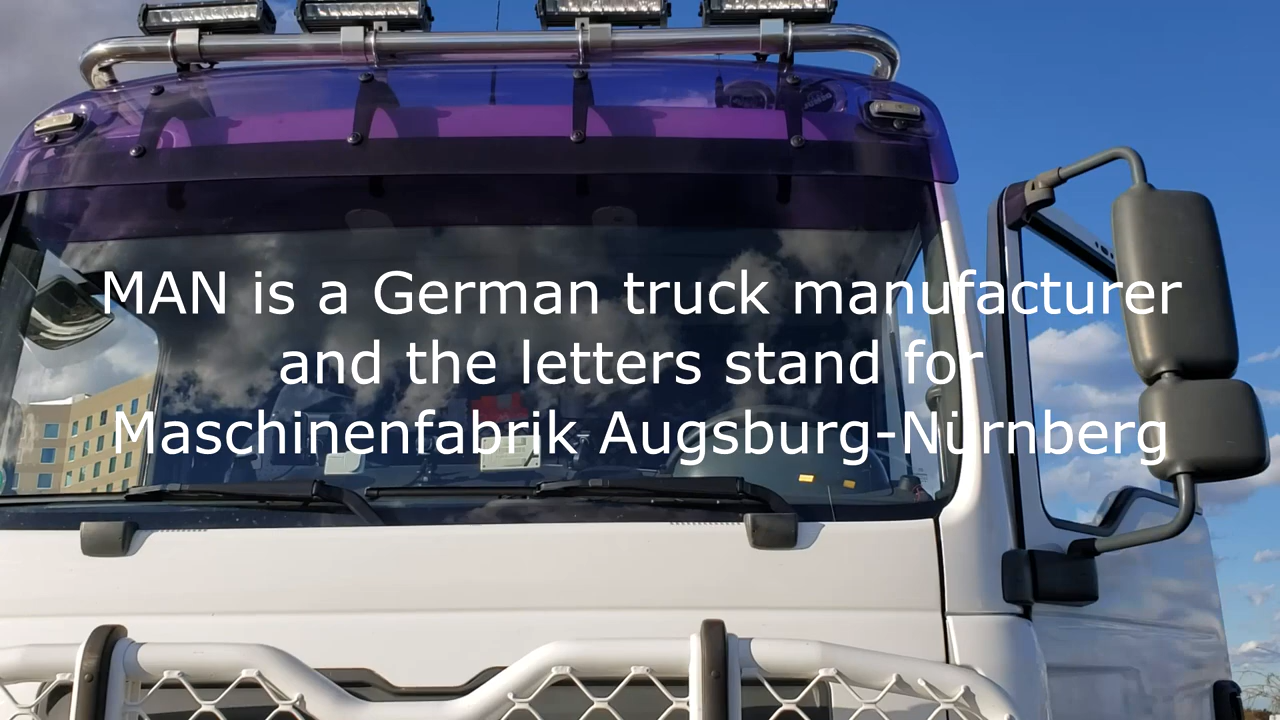 MAN is a German truck manufacturer
and the letters stand for
Maschinenfabrik Augsburg-Nürnberg